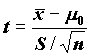 t = (x̄ − μ₀) / (S / √n)